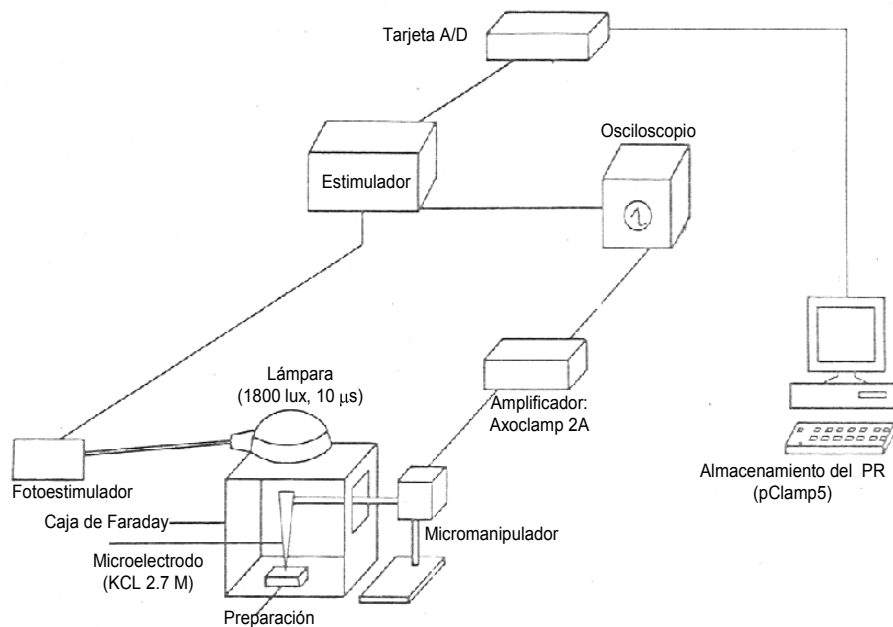 Tarjeta A/D
Osciloscopio
Estimulador
Lámpara
(1800 lux, 10 μs)
Amplificador:
Axoclamp 2A
Almacenamiento del PR
(pClamp5)
Fotoestimulador
Caja de Faraday
Micromanipulador
Microelectrodo
(KCL 2.7 M)
Preparación